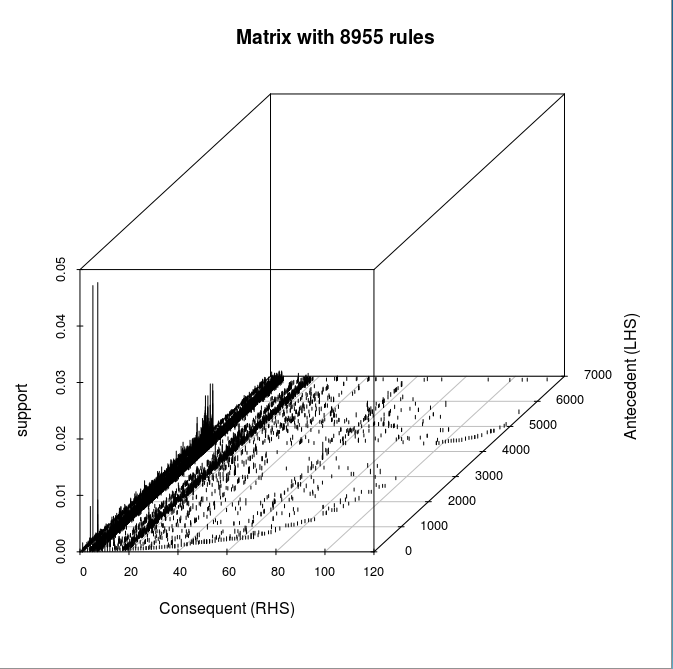 Matrix with 8955 rules
support
0.00 0.01 0.02 0.03 0.04 0.05
0 20 40 60 80 100 120
Consequent (RHS)
0 1000 2000 3000 4000 5000 6000 7000
Antecedent (LHS)